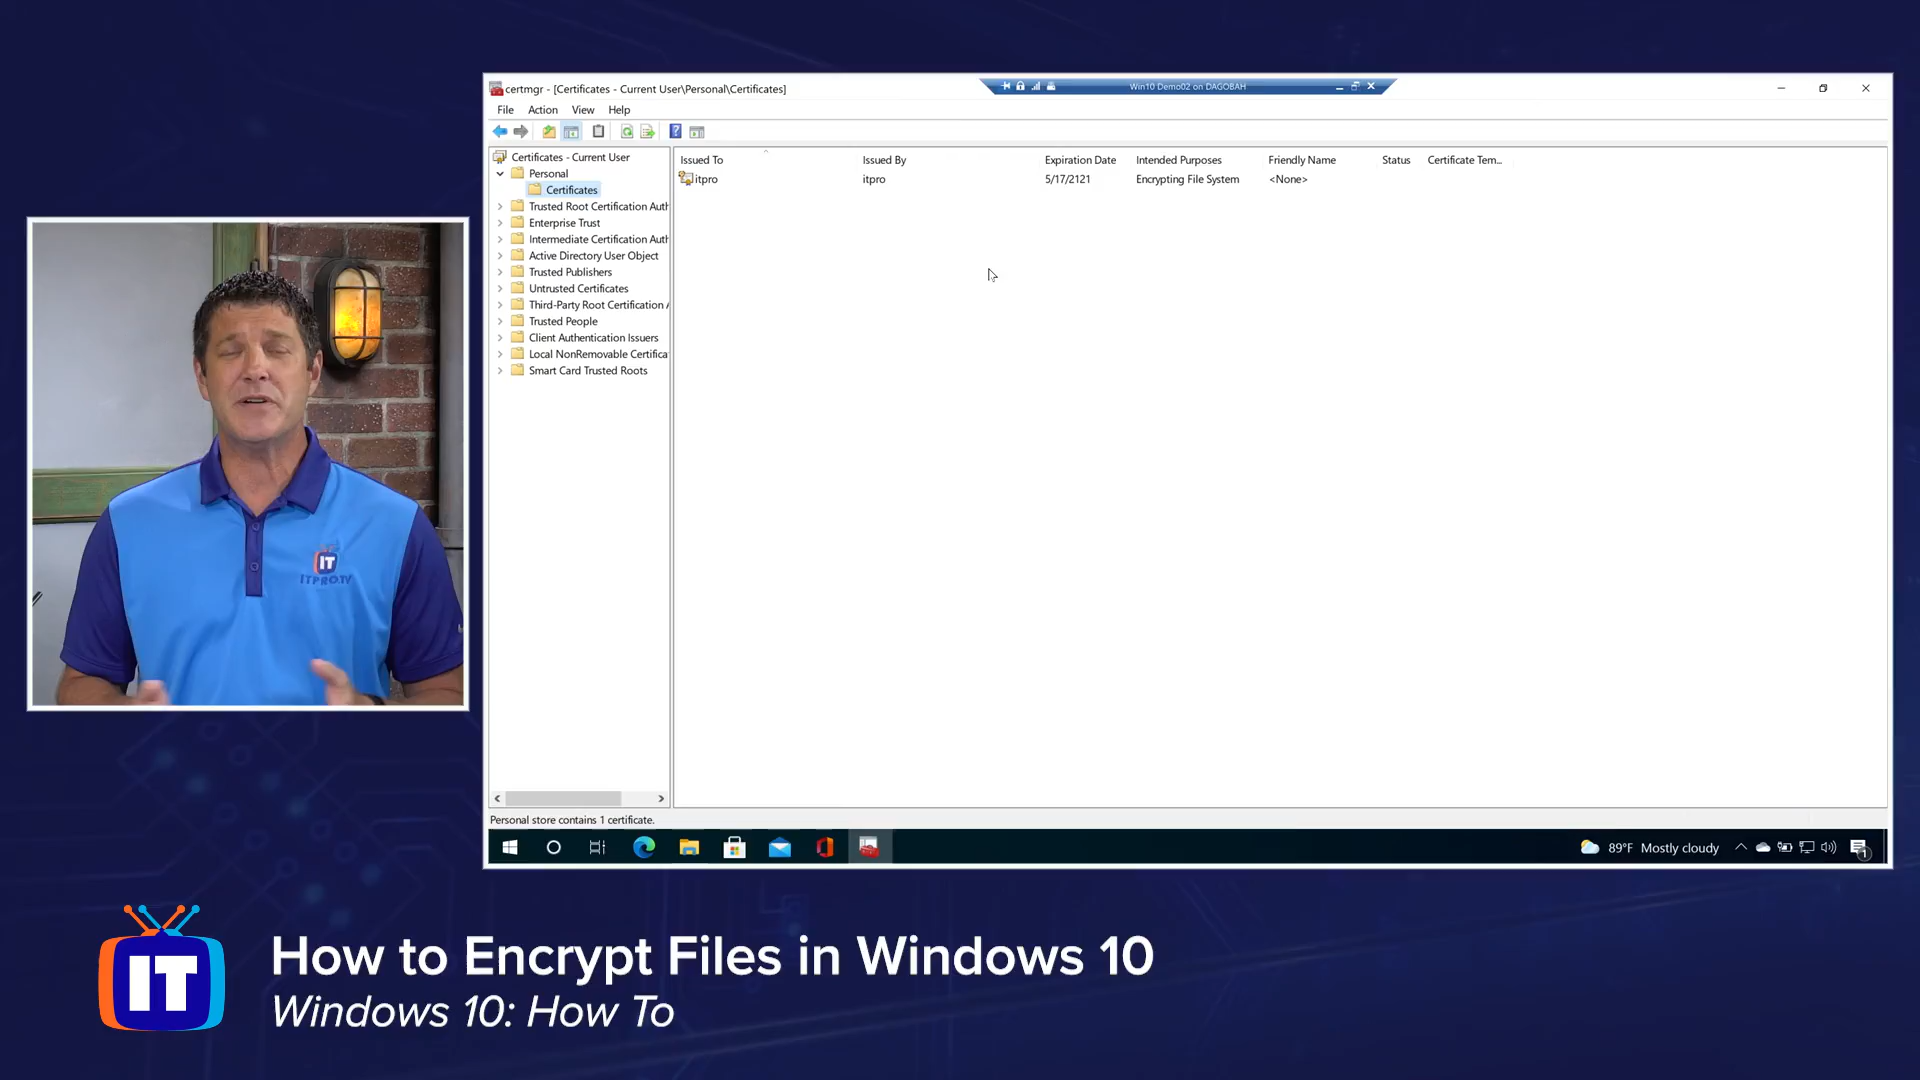 certmgr - [Certificates - Current User\Personal\Certificates]
Win10 Demo02 on DAGOBAH
File Action View Help
Certificates - Current User
Personal
Certificates
Trusted Root Certification Auth
Enterprise Trust
Intermediate Certification Auth
Active Directory User Object
Trusted Publishers
Untrusted Certificates
Third-Party Root Certification A
Trusted People
Client Authentication Issuers
Local NonRemovable Certifica
Smart Card Trusted Roots
Issued To Issued By Expiration Date Intended Purposes Friendly Name Status Certificate Tem...
itpro itpro 5/17/2121 Encrypting File System <None>
Personal store contains 1 certificate.
89°F Mostly cloudy
1
IT
ITPRO.TV
IT
How to Encrypt Files in Windows 10
Windows 10: How To